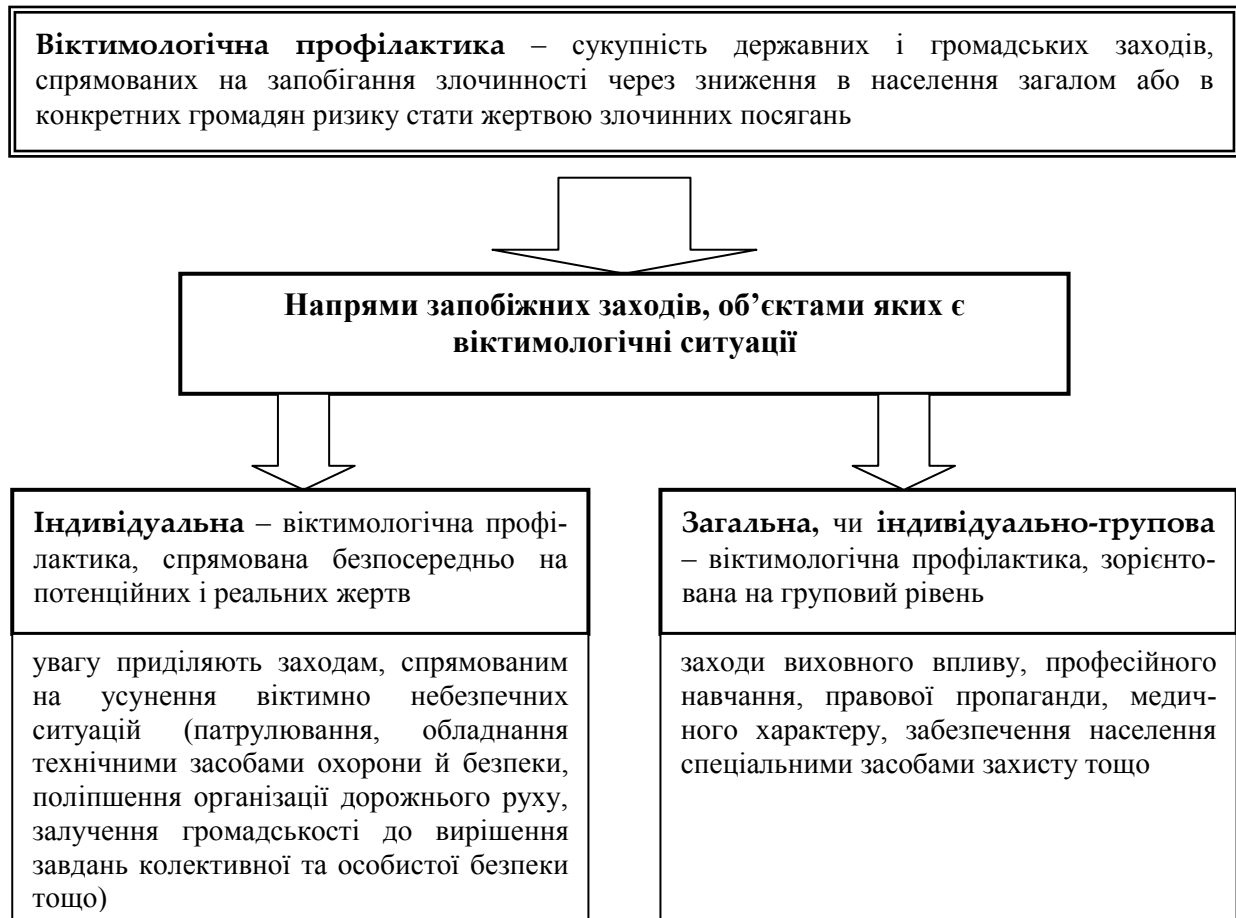 Віктимологічна профілактика – сукупність державних і громадських заходів,
спрямованих на запобігання злочинності через зниження в населення загалом або в
конкретних громадян ризику стати жертвою злочинних посягань
Напрями запобіжних заходів, об’єктами яких є
віктимологічні ситуації
Індивідуальна – віктимологічна профі-
лактика, спрямована безпосередньо на
потенційних і реальних жертв
увагу приділяють заходам, спрямованим
на усунення віктимно небезпечних
ситуацій (патрулювання, обладнання
технічними засобами охорони й безпеки,
поліпшення організації дорожнього руху,
залучення громадськості до вирішення
завдань колективної та особистої безпеки
тощо)
Загальна, чи індивідуально-групова
– віктимологічна профілактика, зорієнто-
вана на груповий рівень
заходи виховного впливу, професійного
навчання, правової пропаганди, медич-
ного характеру, забезпечення населення
спеціальними засобами захисту тощо